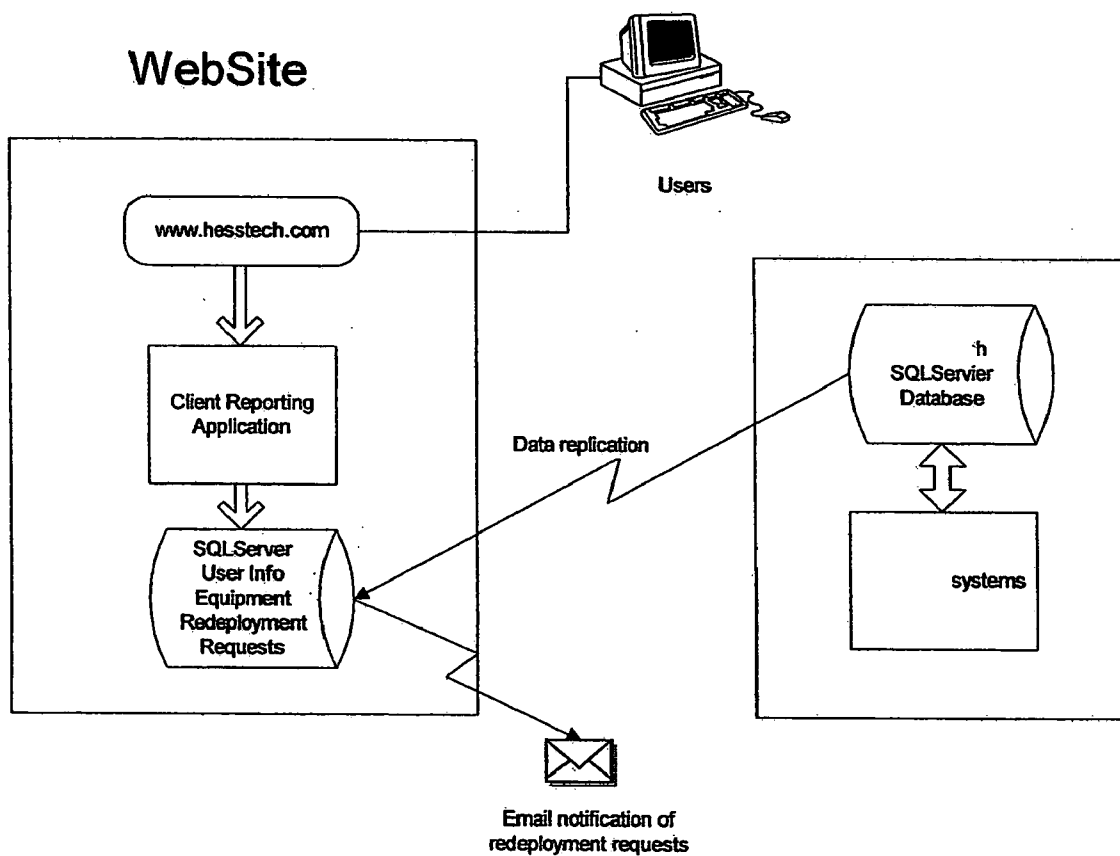 WebSite
Users
www.hesstech.com
Client Reporting
Application
SQLServer
User Info
Equipment
Redeployment
Requests
Data replication
h
SQLServier
Database
systems
Email notification of
redeployment requests